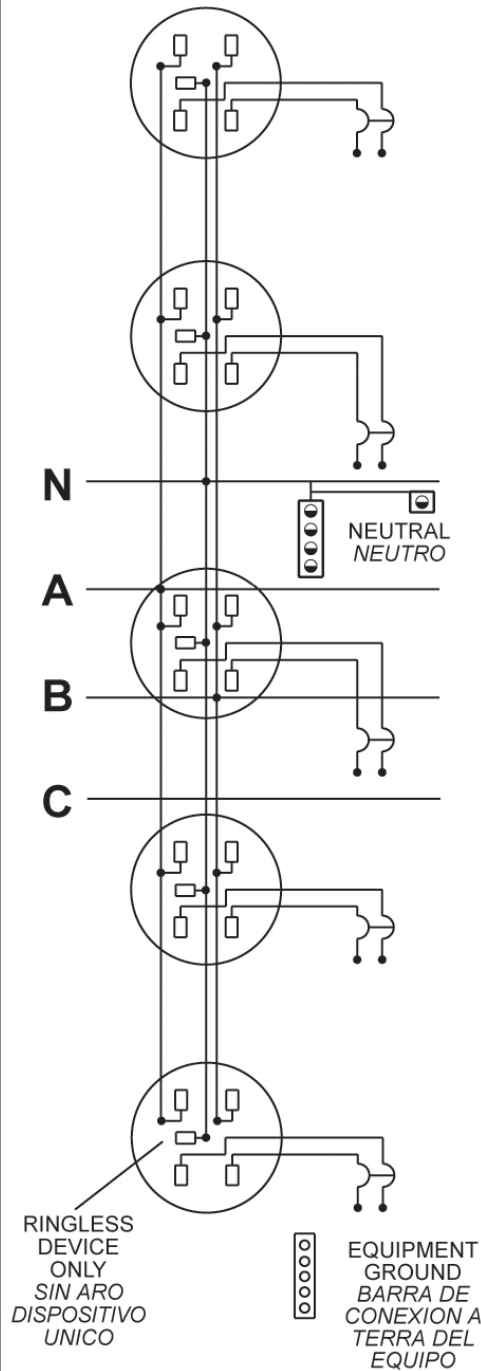 N
NEUTRAL
NEUTRO
A
B
C
RINGLESS
DEVICE
ONLY
SIN ARO
DISPOSITIVO
UNICO
EQUIPMENT
GROUND
BARRA DE
CONEXION A
TERRA DEL
EQUIPO